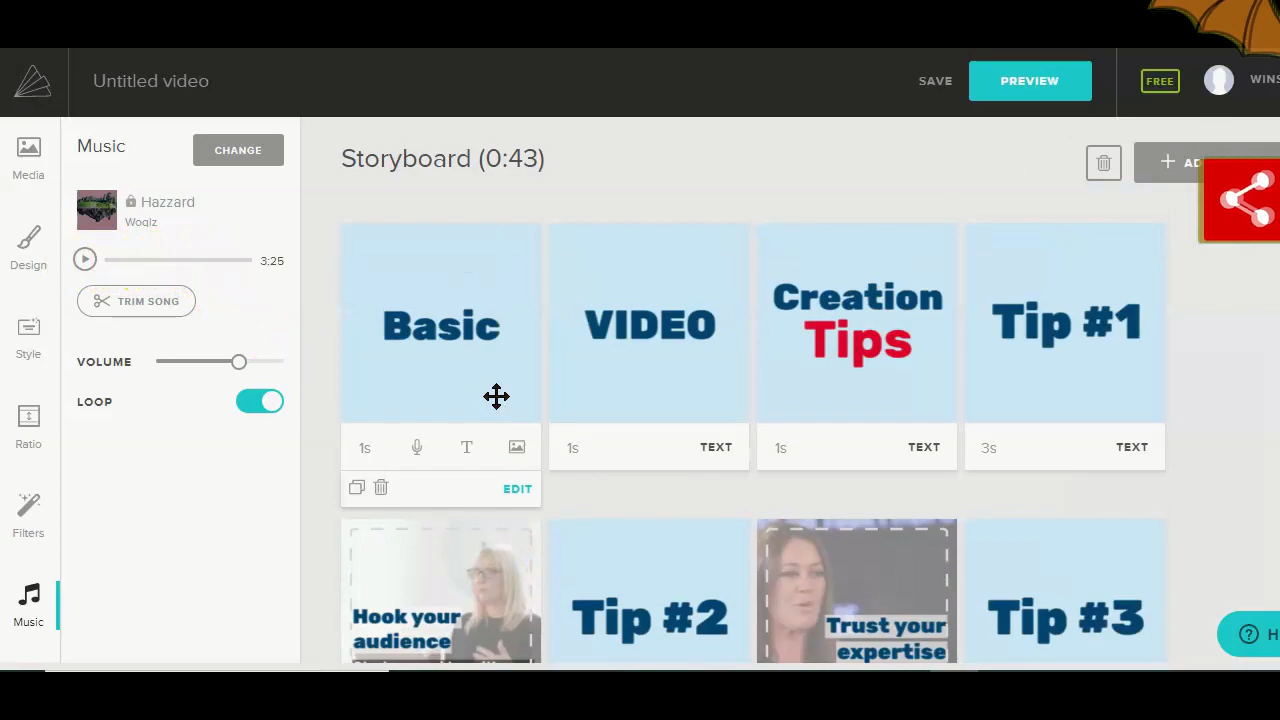 Untitled video
SAVE
PREVIEW
FREE
WINS
Media
Design
Style
Ratio
Filters
Music
Music
CHANGE
Hazzard
Woqlz
3:25
TRIM SONG
VOLUME
LOOP
Storyboard (0:43)
AD
Basic
VIDEO
Creation
Tips
Tip #1
1s
1s
TEXT
1s
TEXT
3s
TEXT
EDIT
Hook your
audience
Tip #2
Trust your
expertise
Tip #3
H